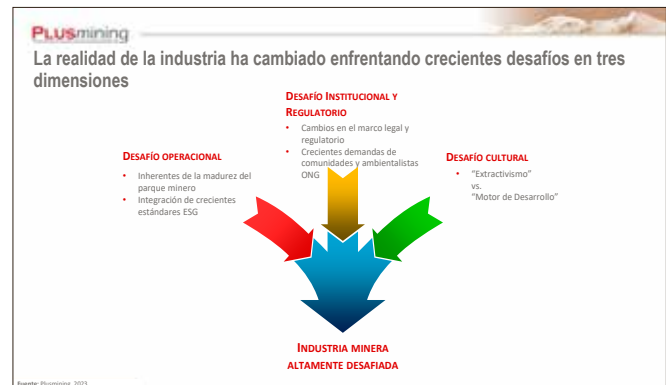 PLUSmining
La realidad de la industria ha cambiado enfrentando crecientes desafíos en tres
dimensiones
DESAFÍO INSTITUCIONAL Y
REGULATORIO
• Cambios en el marco legal y
regulatorio
• Crecientes demandas de
comunidades y ambientalistas
ONG
DESAFÍO OPERACIONAL
• Inherentes de la madurez del
parque minero
• Integración de crecientes
estándares ESG
DESAFÍO CULTURAL
• "Extractivismo"
vs.
"Motor de Desarrollo"
INDUSTRIA MINERA
ALTAMENTE DESAFIADA
Fuente: Plusmining, 2023